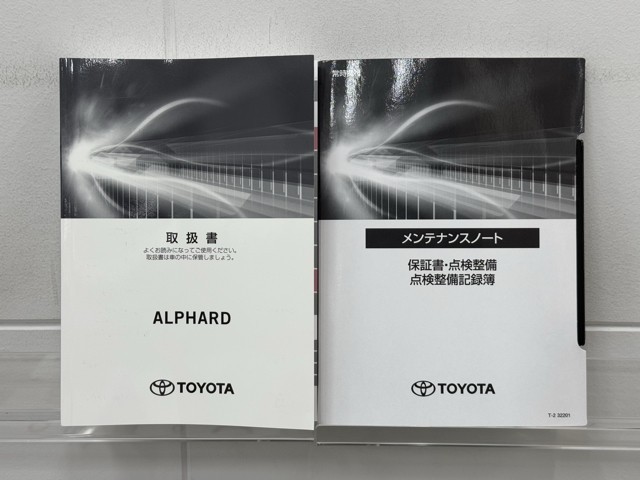 取扱書
よくお読みになってご使用ください。
取扱書は車の中に保管しましょう。
ALPHARD
TOYOTA
メンテナンスノート
保証書・点検整備
点検整備記録簿
TOYOTA